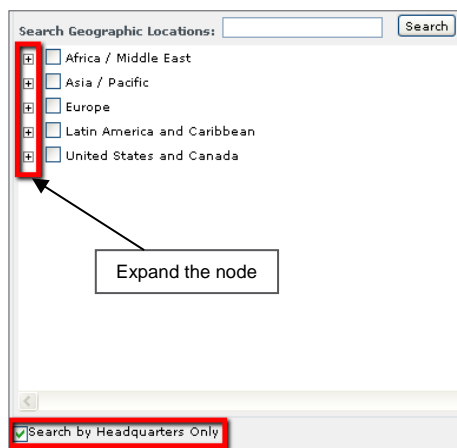 Search Geographic Locations: Search
Africa / Middle East
Asia / Pacific
Europe
Latin America and Caribbean
United States and Canada
Expand the node
Search by Headquarters Only